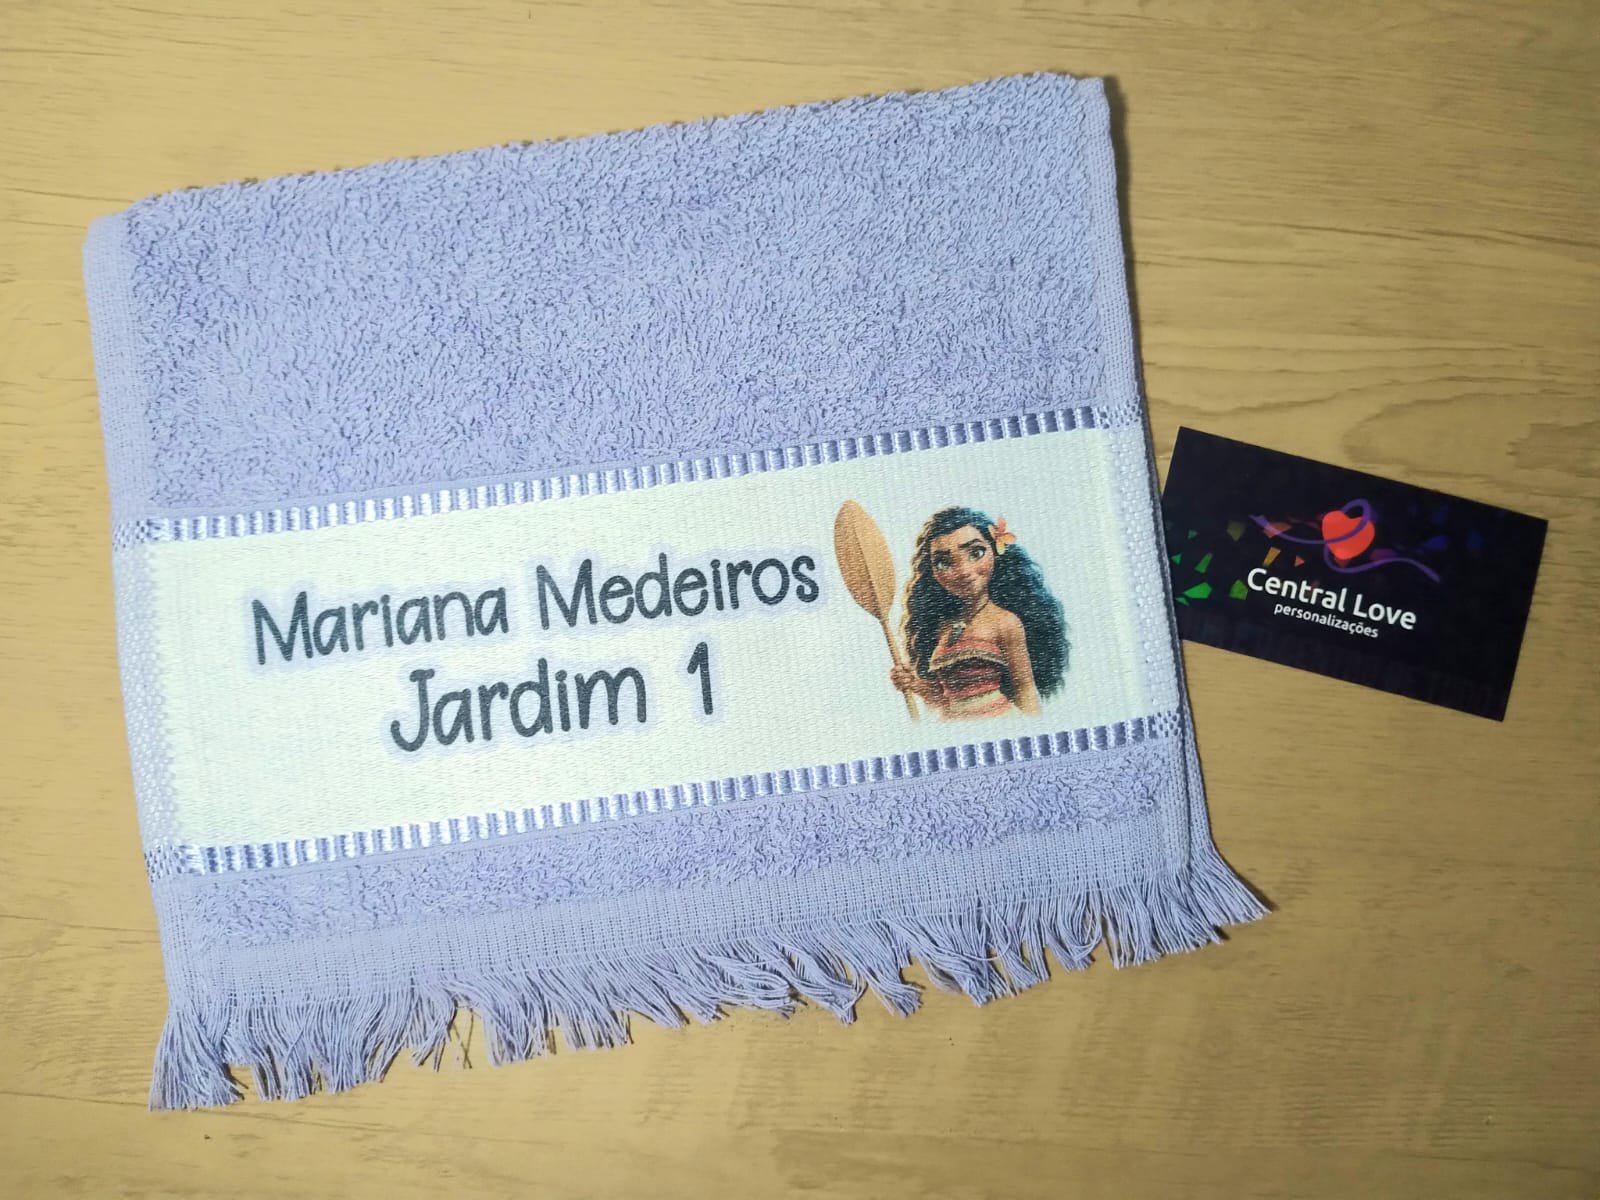 Mariana Medeiros
Jardim 1
Central Love
personalizações